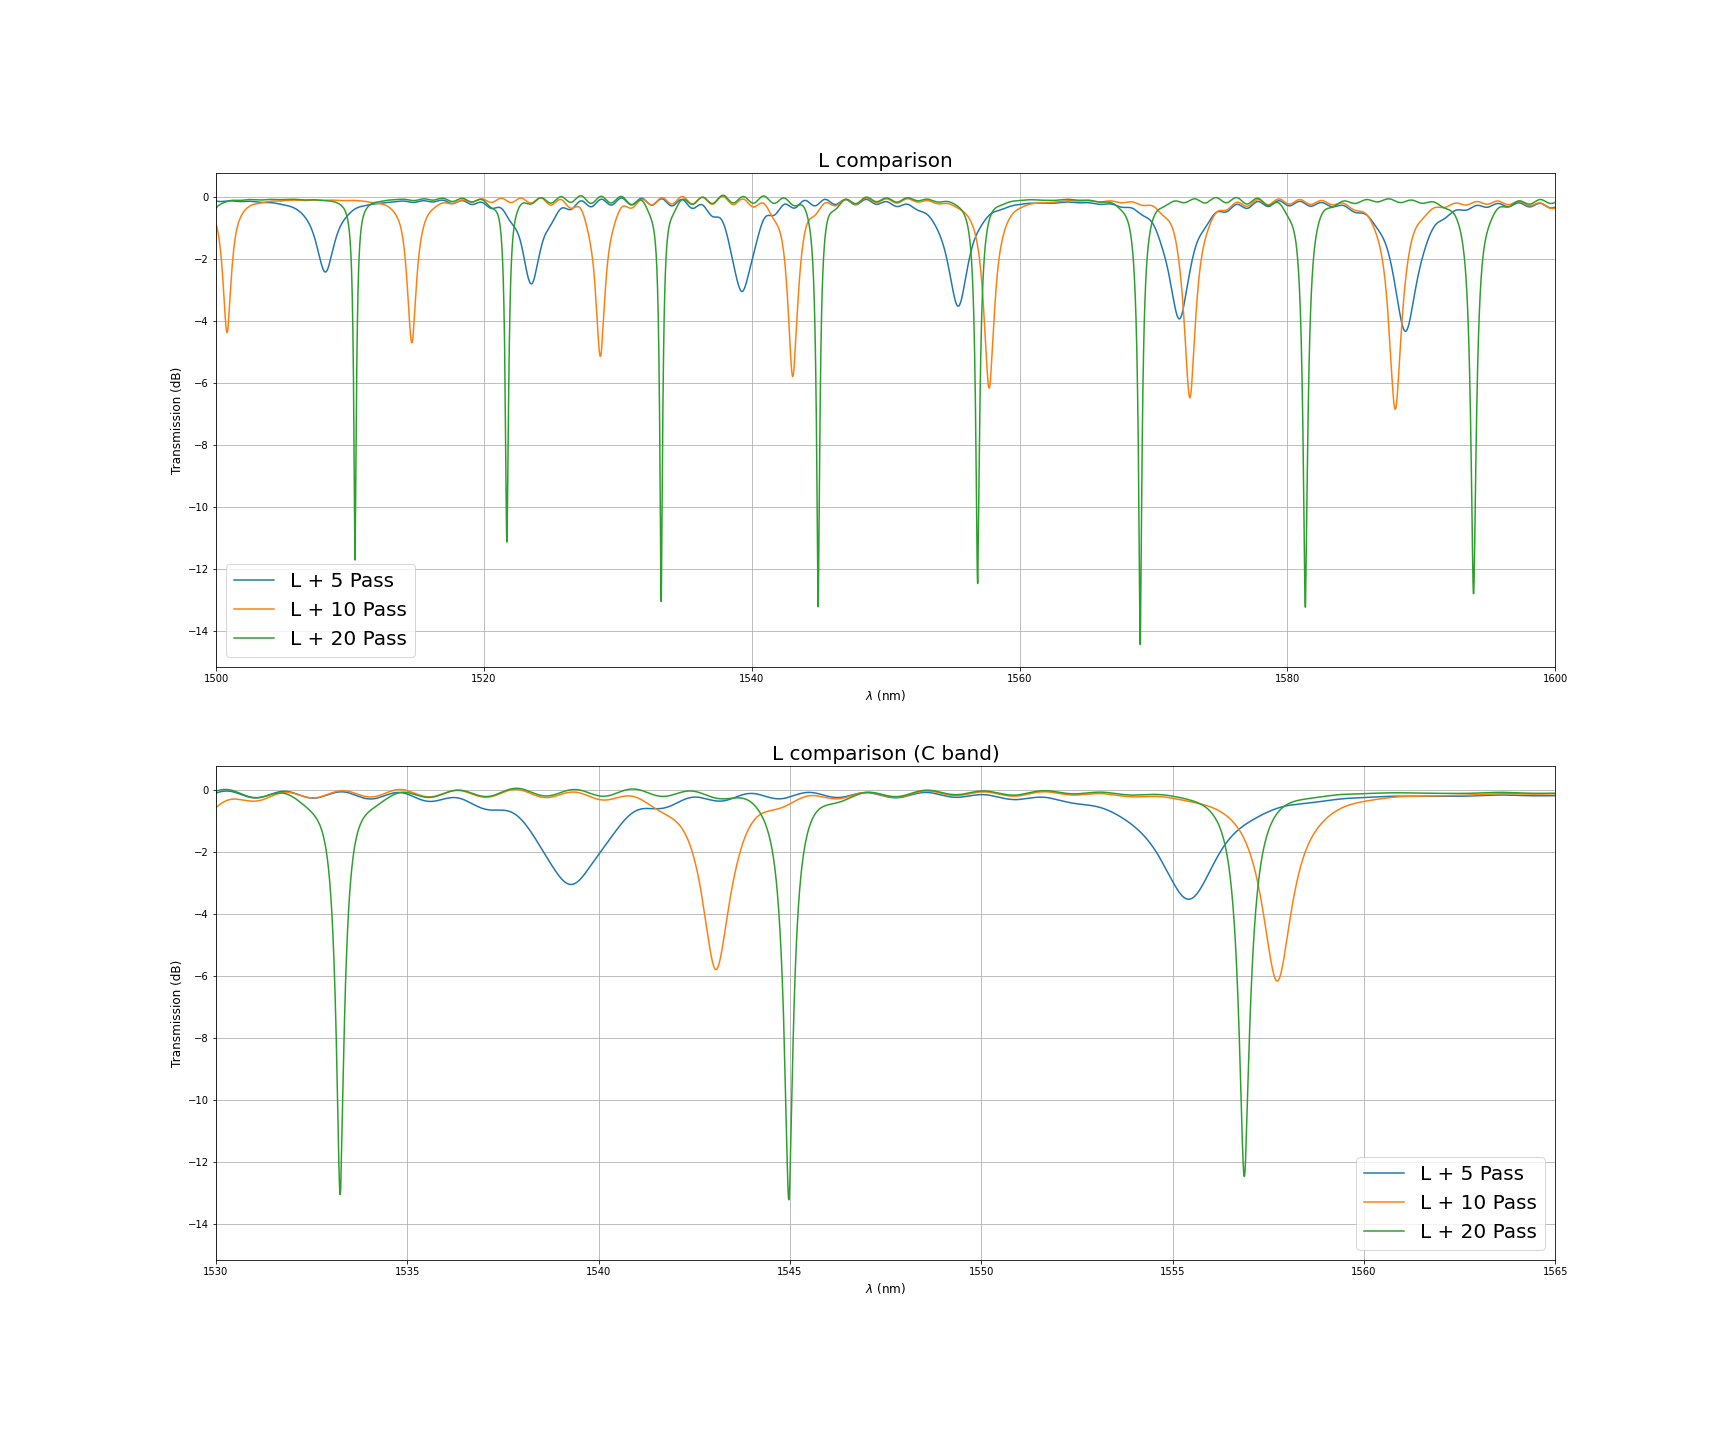 L comparison
Transmission (dB)
0
−2
−4
−6
−8
−10
−12
−14
L + 5 Pass
L + 10 Pass
L + 20 Pass
1500 1520 1540 1560 1580 1600
λ (nm)
L comparison (C band)
Transmission (dB)
0
−2
−4
−6
−8
−10
−12
−14
L + 5 Pass
L + 10 Pass
L + 20 Pass
1530 1535 1540 1545 1550 1555 1560 1565
λ (nm)